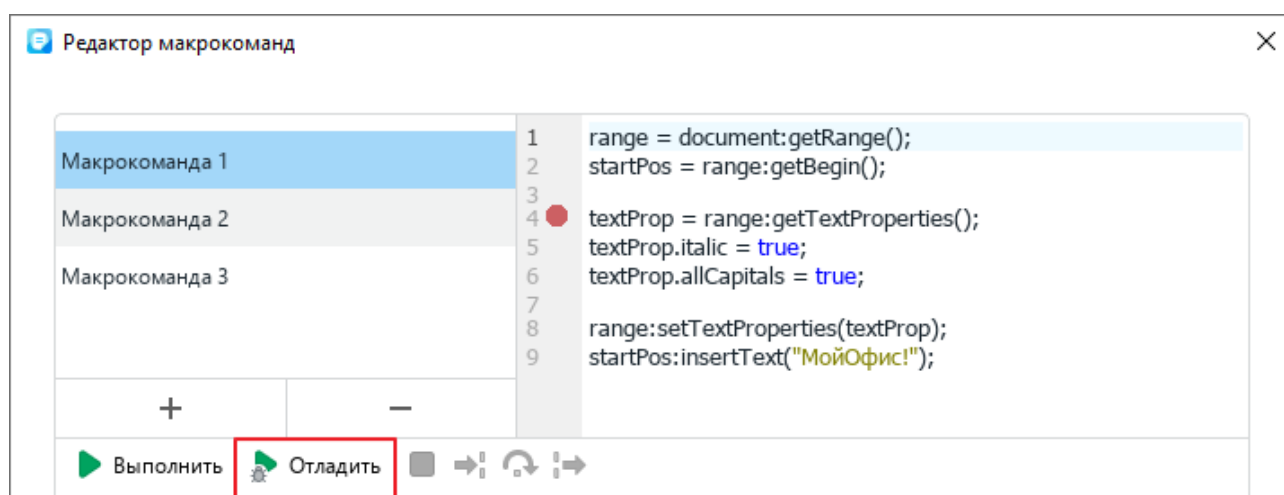 Редактор макрокоманд
Макрокоманда 1
Макрокоманда 2
Макрокоманда 3
1 range = document:getRange();
2 startPos = range:getBegin();
3
4 textProp = range:getTextProperties();
5 textProp.italic = true;
6 textProp.allCapitals = true;
7
8 range:setTextProperties(textProp);
9 startPos:insertText("МойОфис!");
+ −
Выполнить Отладить